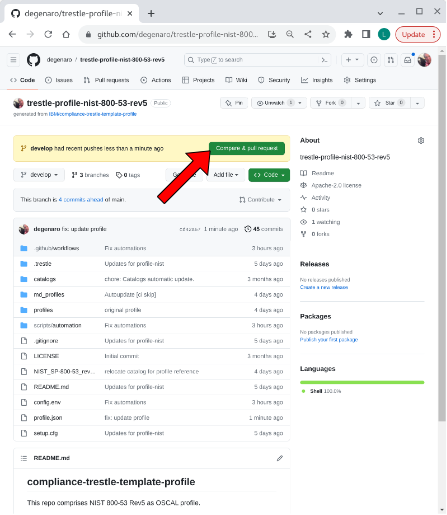 degenaro/trestle-profile-nist
github.com/degenaro/trestle-profile-nist-800...
L
Update
degenaro / trestle-profile-nist-800-53-rev5
Type / to search
Code Issues Pull requests Actions Projects Wiki Security Insights Settings
trestle-profile-nist-800-53-rev5 Public
Pin Unwatch 1 Fork 0 Star 0
generated from IBM/compliance-trestle-template-profile
develop had recent pushes less than a minute ago Compare & pull request
develop 3 branches 0 tags Add file Code
This branch is 4 commits ahead of main. Contribute
degenaro fix: update profile 1 minute ago 45 commits
.github/workflows Fix automations 2 hours ago
.trestle Updates for profile-nist 5 days ago
catalogs chore: Catalogs automatic update. 3 months ago
md_profiles Autoupdate [ci skip] 4 days ago
profiles original profile 4 days ago
scripts/automation Fix automations 3 hours ago
.gitignore Updates for profile-nist 5 days ago
LICENSE Initial commit 3 months ago
NIST_SP-800-53_rev... relocate catalog for profile reference 4 days ago
README.md Updates for profile-nist 5 days ago
config.env Fix automations 3 hours ago
profile.json fix: update profile 1 minute ago
setup.cfg Updates for profile-nist 5 days ago
README.md
compliance-trestle-template-profile
This repo comprises NIST 800-53 Rev5 as OSCAL profile.
About
trestle-profile-nist-800-53-rev5
Readme
Apache-2.0 license
Activity
0 stars
1 watching
0 forks
Releases
No releases published
Create a new release
Packages
No packages published
Publish your first package
Languages
Shell 100.0%